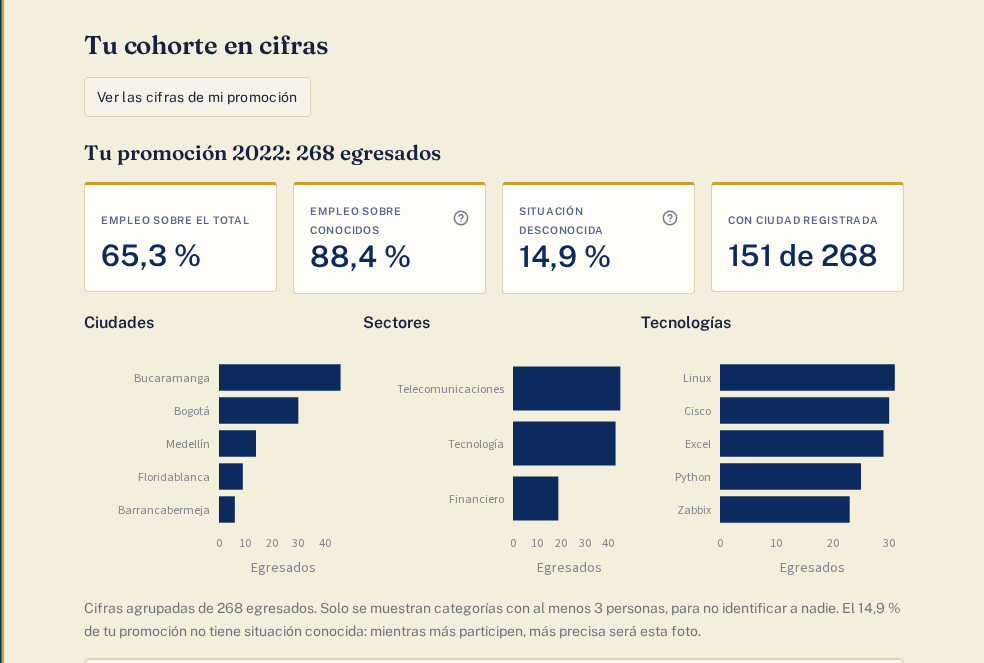 Tu cohorte en cifras
Ver las cifras de mi promoción
Tu promoción 2022: 268 egresados
EMPLEO SOBRE EL TOTAL
65,3 %
EMPLEO SOBRE
CONOCIDOS
?
88,4 %
SITUACIÓN
DESCONOCIDA
?
14,9 %
CON CIUDAD REGISTRADA
151 de 268
Ciudades
Bucaramanga
Bogotá
Medellín
Floridablanca
Barrancabermeja
0 10 20 30 40
Egresados
Sectores
Telecomunicaciones
Tecnología
Financiero
0 10 20 30 40
Egresados
Tecnologías
Linux
Cisco
Excel
Python
Zabbix
0 10 20 30
Egresados
Cifras agrupadas de 268 egresados. Solo se muestran categorías con al menos 3 personas, para no identificar a nadie. El 14,9 %
de tu promoción no tiene situación conocida: mientras más participen, más precisa será esta foto.